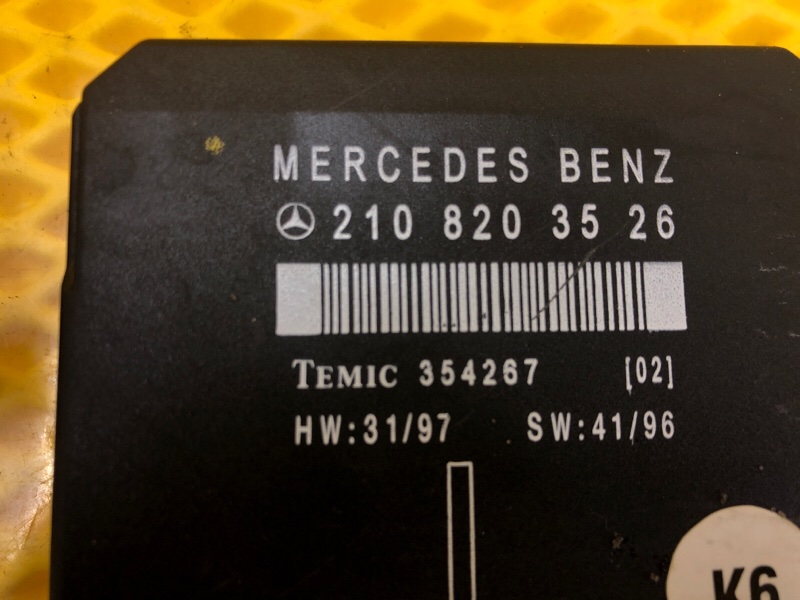 MERCEDES BENZ
210 820 35 26
TEMIC 354267 [02]
HW:31/97 SW:41/96
K6